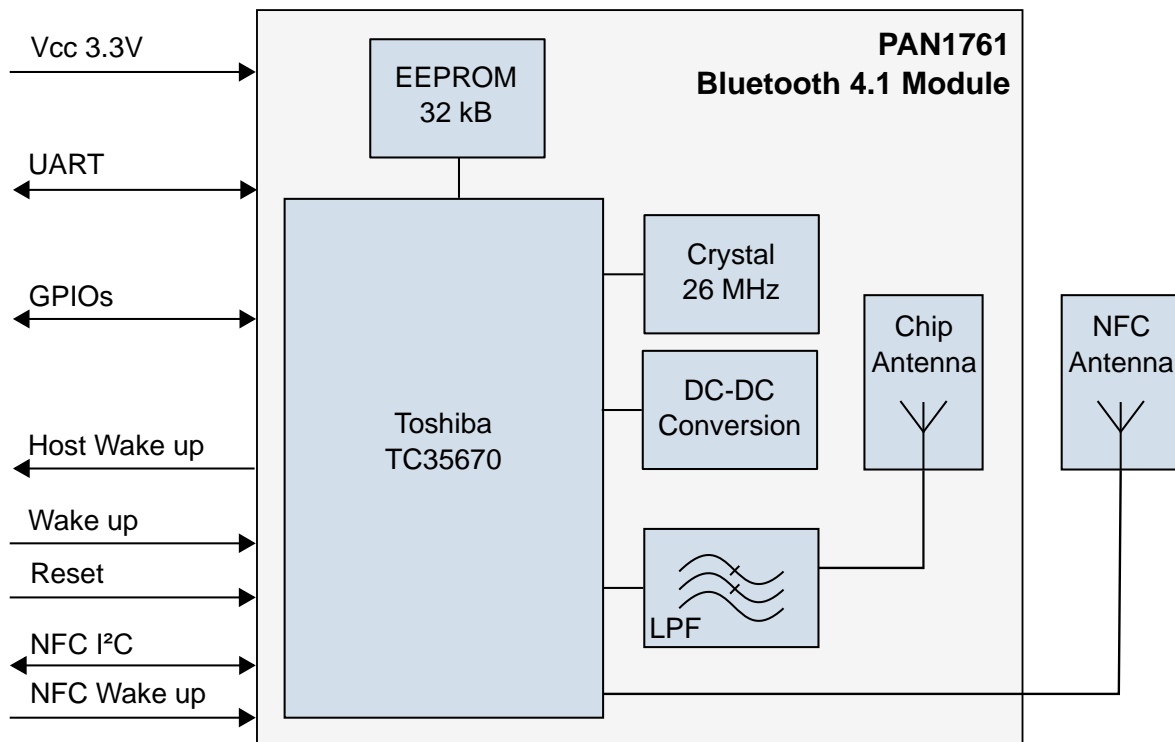 Vcc 3.3V
UART
GPIOs
Host Wake up
Wake up
Reset
NFC I²C
NFC Wake up
PAN1761
Bluetooth 4.1 Module
EEPROM
32 kB
Toshiba
TC35670
Crystal
26 MHz
DC-DC
Conversion
LPF
Chip
Antenna
NFC
Antenna